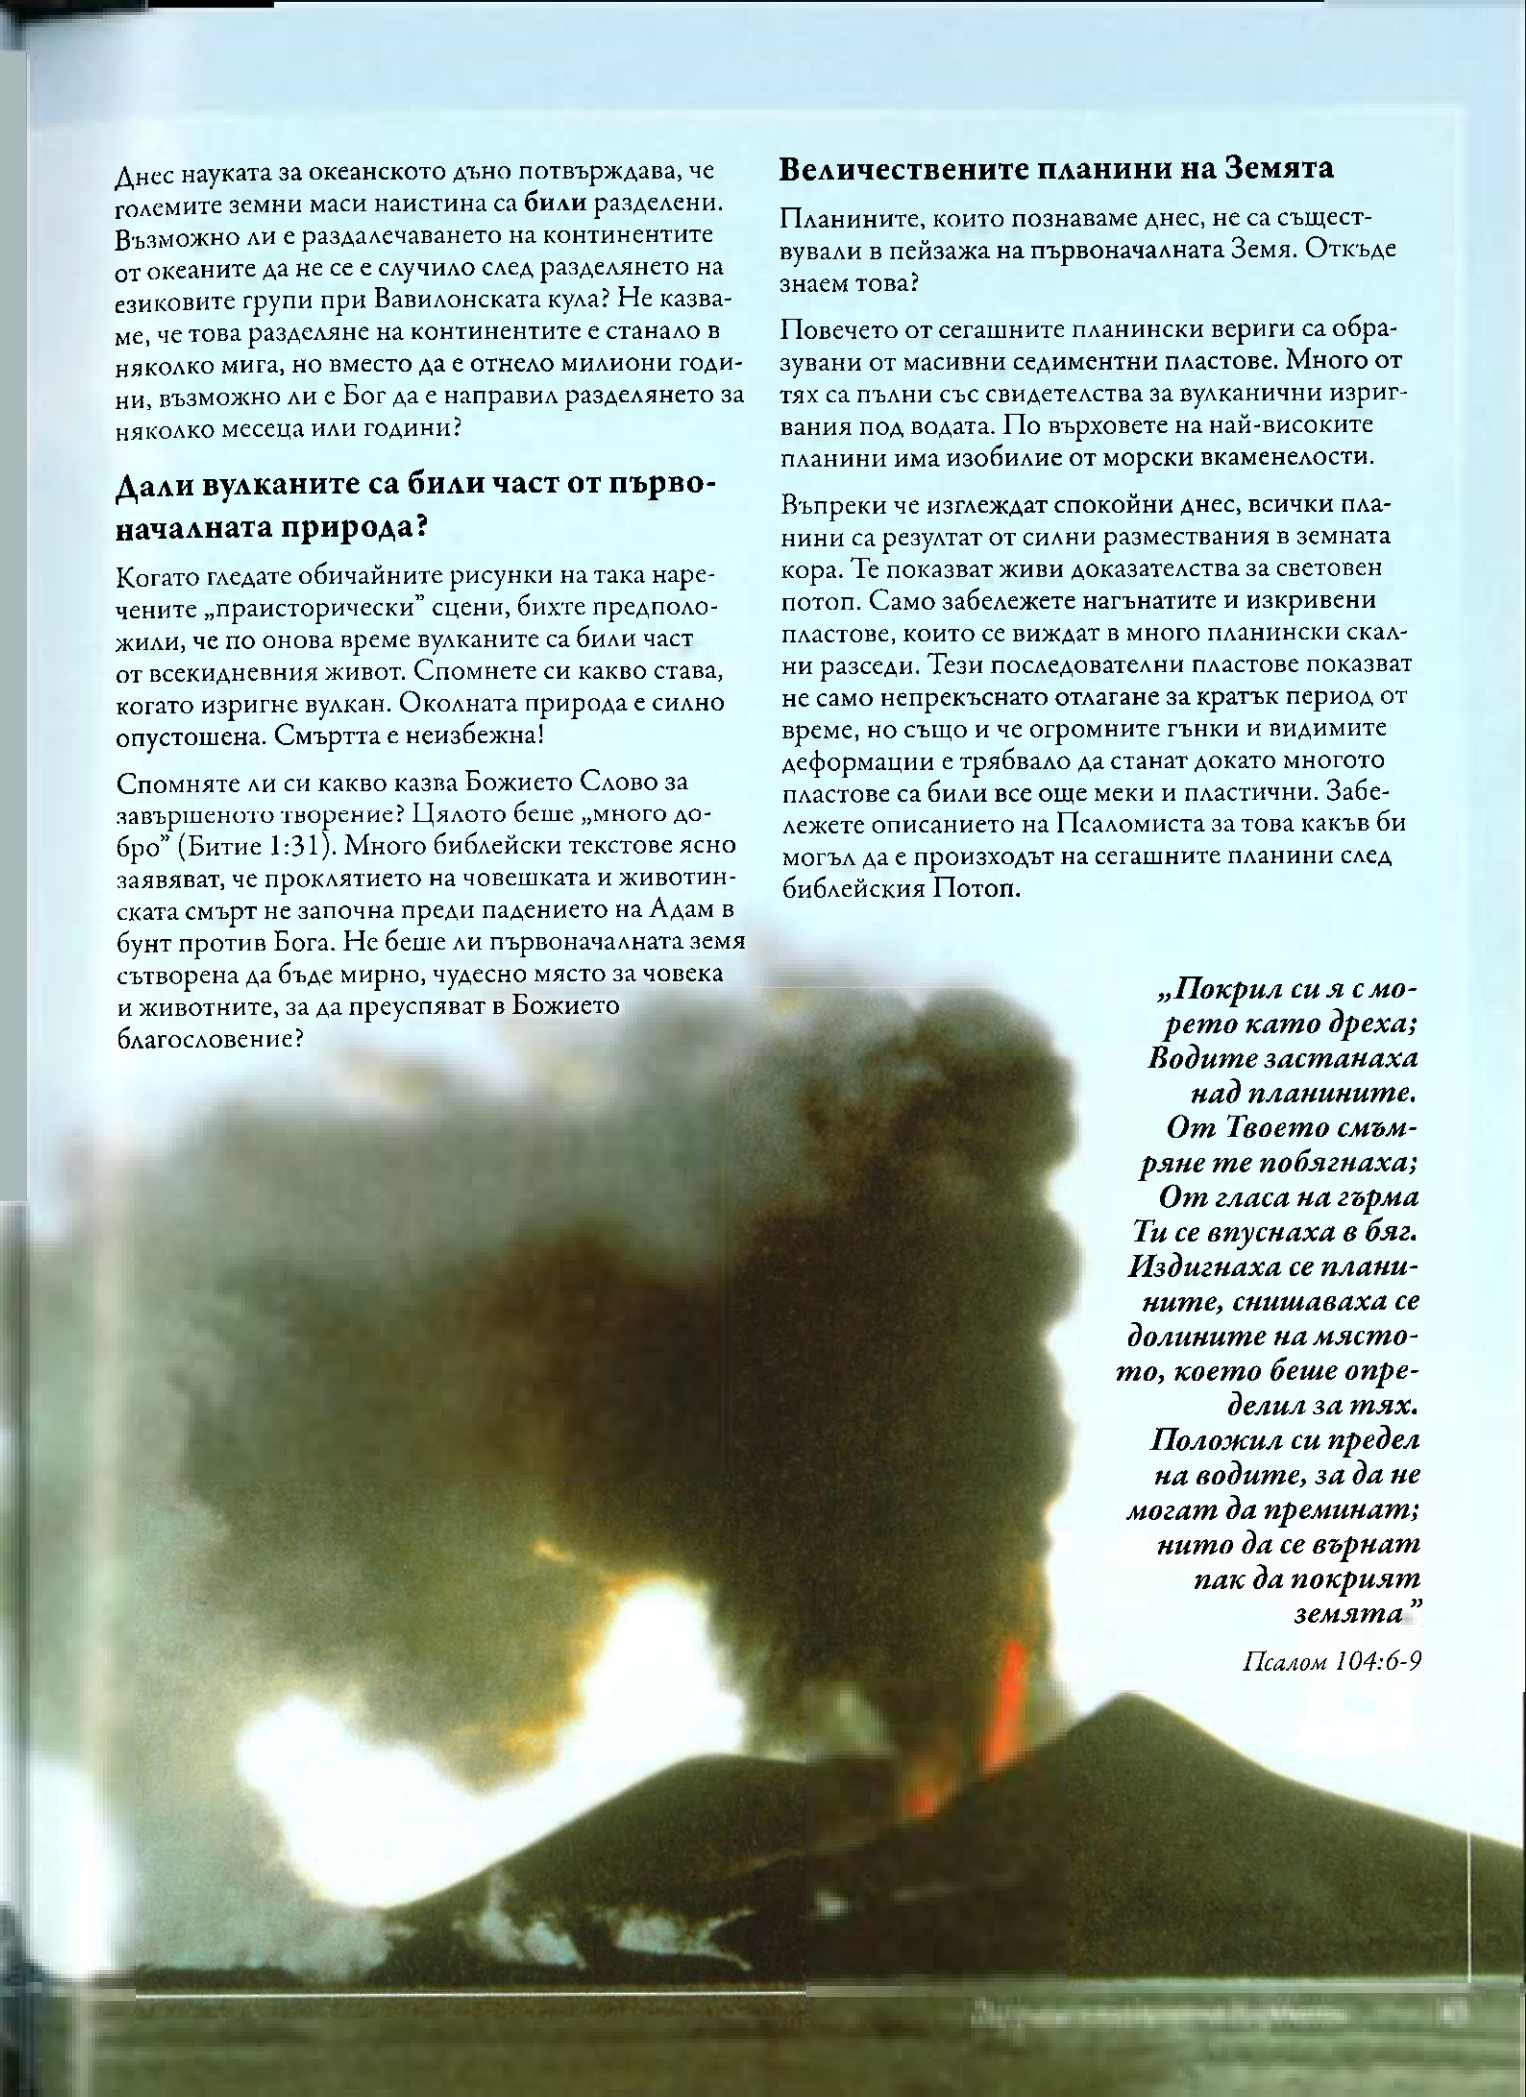 Днес науката за океанското дъно потвърждава, че
големите земни маси наистина са били разделени.
Възможно ли е раздалечаването на континентите
от океаните да не се е случило след разделянето на
езиковите групи при Вавилонската кула? Не казва-
ме, че това разделяне на континентите е станало в
няколко мига, но вместо да е отнело милиони годи-
ни, възможно ли е Бог да е направил разделянето за
няколко месеца или години?
Дали вулканите са били част от първо-
началната природа?
Когато гледате обичайните рисунки на така наре-
чените „праисторически” сцени, бихте предполо-
жили, че по онова време вулканите са били част
от всекидневния живот. Спомнете си какво става,
когато изригне вулкан. Околната природа е силно
опустошена. Смъртта е неизбежна!
Спомняте ли си какво казва Божието Слово за
завършеното творение? Цялото беше „много до-
бро” (Битие 1:31). Много библейски текстове ясно
заявяват, че проклятието на човешката и животин-
ската смърт не започна преди падението на Адам в
бунт против Бога. Не беше ли първоначалната земя
сътворена да бъде мирно, чудесно място за човека
и животните, за да преуспяват в Божието
благословение?
Величествените планини на Земята
Планините, които познаваме днес, не са същест-
вували в пейзажа на първоначалната Земя. Откъде
знаем това?
Повечето от сегашните планински вериги са обра-
зувани от масивни седиментни пластове. Много от
тях са пълни със свидетелства за вулканични изриг-
вания под водата. По върховете на най-високите
планини има изобилие от морски вкаменелости.
Въпреки че изглеждат спокойни днес, всички пла-
нини са резултат от силни размествания в земната
кора. Те показват живи доказателства за световен
потоп. Само забележете нагънатите и изкривени
пластове, които се виждат в много планински скал-
ни разседи. Тези последователни пластове показват
не само непрекъснато отлагане за кратък период от
време, но също и че огромните гънки и видимите
деформации е трябвало да станат докато многото
пластове са били все още меки и пластични. Забе-
лежете описанието на Псаломиста за това какъв би
могъл да е произходът на сегашните планини след
библейския Потоп.
„Покрил си я с мо-
рето като дреха;
Водите застанаха
над планините.
От Твоето смъм-
ряне те побягнаха;
От гласа на гърма
Ти се впуснаха в бяг.
Издигнаха се плани-
ните, снишаваха се
долините на място-
то, което беше опре-
делил за тях.
Положил си предел
на водите, за да не
могат да преминат;
нито да се върнат
пак да покрият
земята”
Псалом 104:6-9